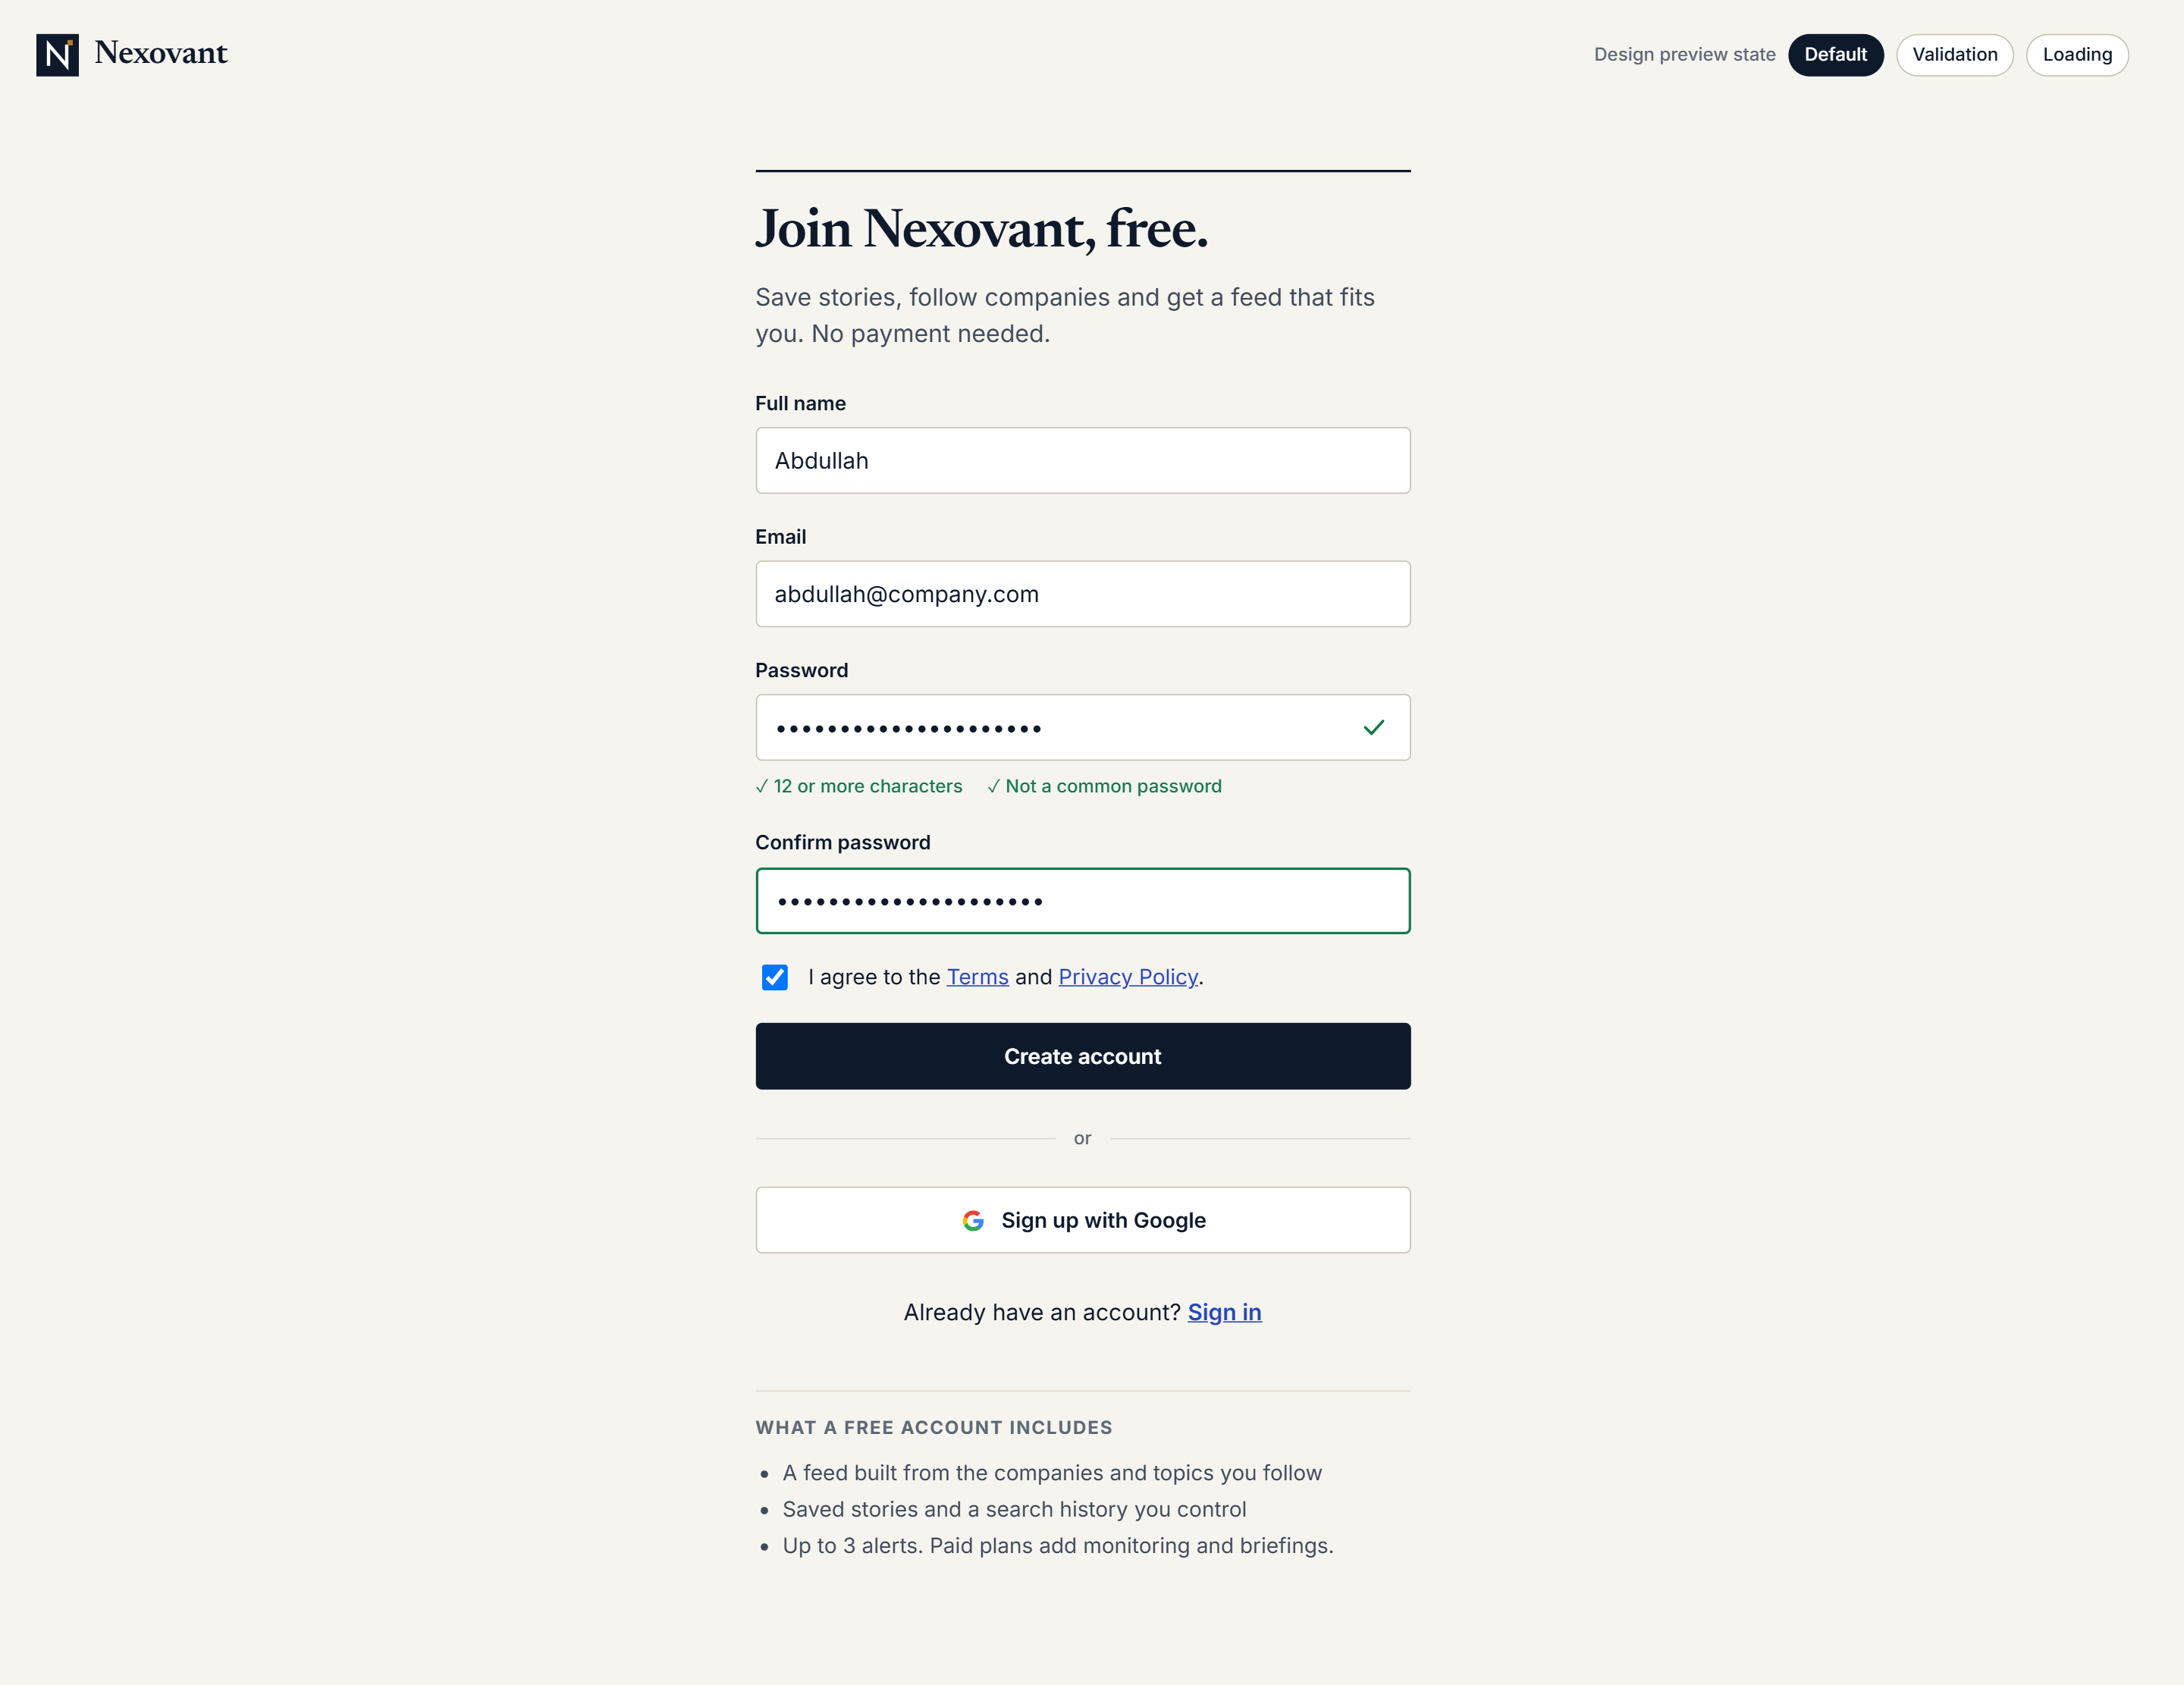 Nexovant
Design preview state Default Validation Loading
Join Nexovant, free.
Save stories, follow companies and get a feed that fits
you. No payment needed.
Full name
Abdullah
Email
abdullah@company.com
Password
•••••••••••••••••••••
✓ 12 or more characters ✓ Not a common password
Confirm password
•••••••••••••••••••••
I agree to the Terms and Privacy Policy.
Create account
or
Sign up with Google
Already have an account? Sign in
WHAT A FREE ACCOUNT INCLUDES
• A feed built from the companies and topics you follow
• Saved stories and a search history you control
• Up to 3 alerts. Paid plans add monitoring and briefings.